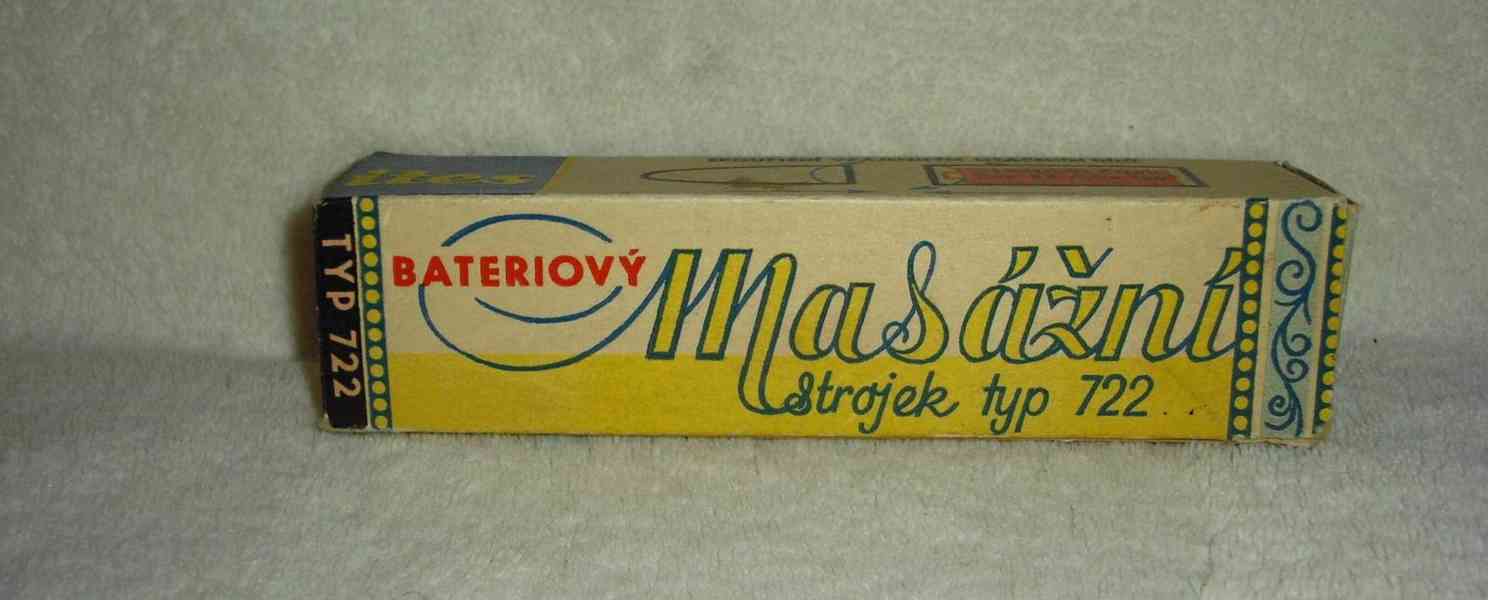 BATERIOVÝ
Masážní
strojek typ 722
TYP 722